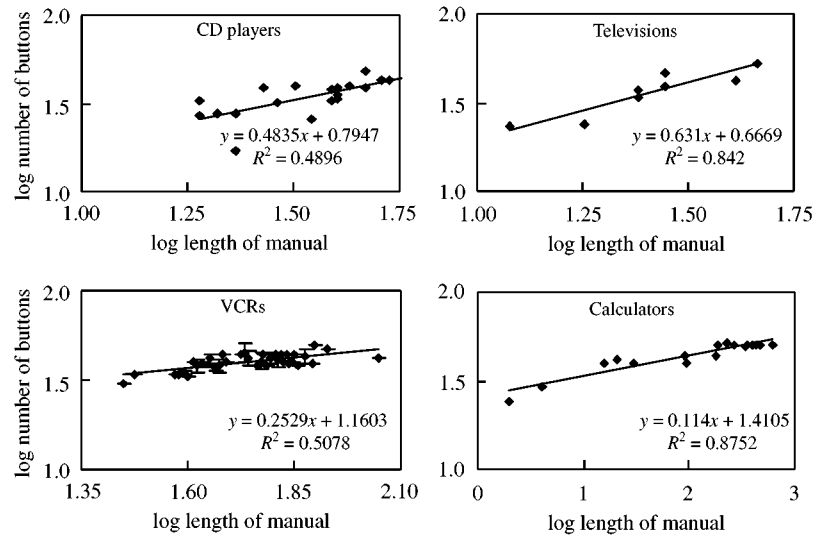 CD players
log number of buttons
2.0
1.5
1.0
y = 0.4835x + 0.7947
R² = 0.4896
1.00 1.25 1.50 1.75
log length of manual
Televisions
2.0
1.5
1.0
y = 0.631x + 0.6669
R² = 0.842
1.00 1.25 1.50 1.75
log length of manual
VCRs
log number of buttons
2.0
1.5
1.0
y = 0.2529x + 1.1603
R² = 0.5078
1.35 1.60 1.85 2.10
log length of manual
Calculators
2.0
1.5
1.0
y = 0.114x + 1.4105
R² = 0.8752
0 1 2 3
log length of manual